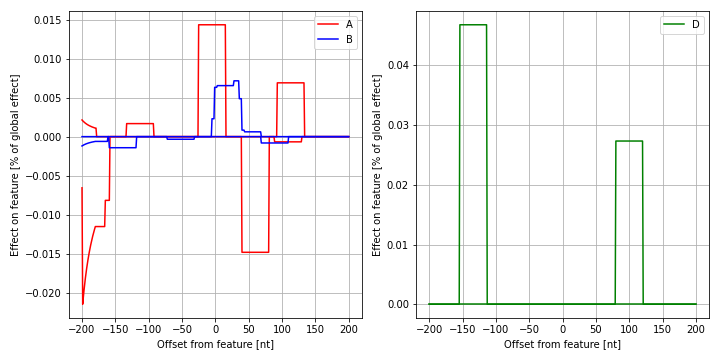 0.015
0.010
0.005
0.000
−0.005
−0.010
−0.015
−0.020
Effect on feature [% of global effect]
−200 −150 −100 −50 0 50 100 150 200
Offset from feature [nt]
A
B
0.04
0.03
0.02
0.01
0.00
Effect on feature [% of global effect]
−200 −150 −100 −50 0 50 100 150 200
Offset from feature [nt]
D